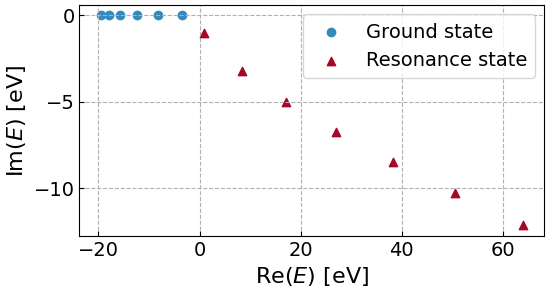 Ground state
Resonance state
0
−5
−10
Im(E) [eV]
−20
0
20
40
60
Re(E) [eV]